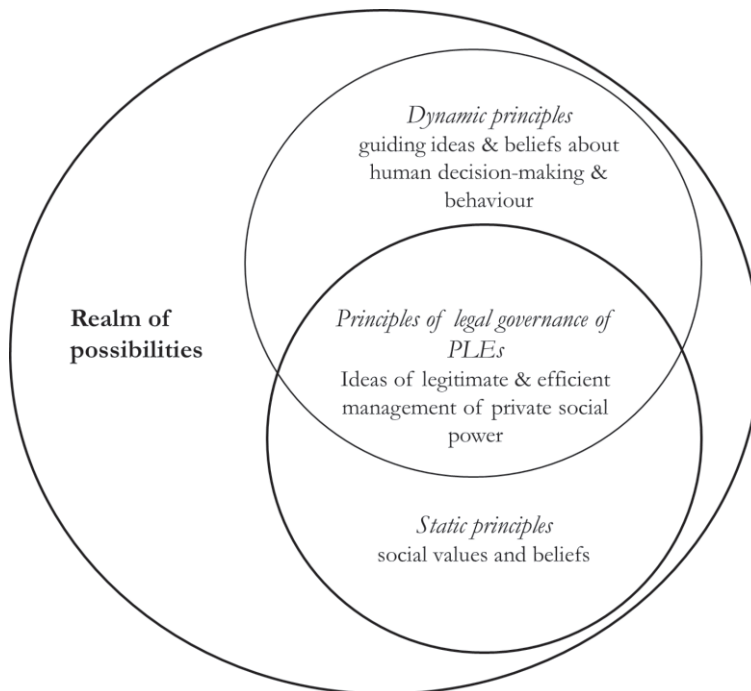 Dynamic principles
guiding ideas & beliefs about
human decision-making &
behaviour
Realm of
possibilities
Principles of legal governance of
PLEs
Ideas of legitimate & efficient
management of private social
power
Static principles
social values and beliefs